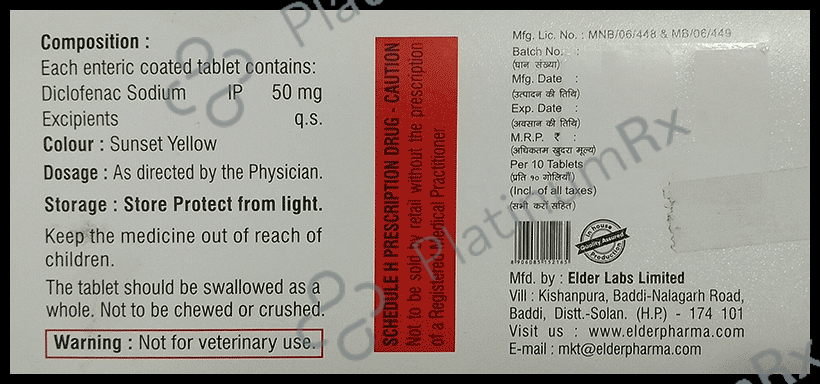 Composition :
Each enteric coated tablet contains:
Diclofenac Sodium IP 50 mg
Excipients q.s.
Colour : Sunset Yellow
Dosage : As directed by the Physician.
Storage : Store Protect from light.
Keep the medicine out of reach of
children.
The tablet should be swallowed as a
whole. Not to be chewed or crushed.
Warning : Not for veterinary use.
SCHEDULE H PRESCRIPTION DRUG - CAUTION
Not to be sold by retail without the prescription
of a Registered Medical Practitioner
Mfg. Lic. No. : MNB/06/448 & MB/06/449
Batch No. :
(घान संख्या)
Mfg. Date :
(उत्पादन की तिथि)
Exp. Date :
(अवसान की तिथि)
M.R.P. ₹ :
(अधिकतम खुदरा मूल्य)
Per 10 Tablets
(प्रति १० गोलियाँ)
(Incl. of all taxes)
(सभी करों सहित)
8906085152165
In house
Quality Assured
Production
Mfd. by : Elder Labs Limited
Vill : Kishanpura, Baddi-Nalagarh Road,
Baddi, Distt.-Solan. (H.P.) - 174 101
Visit us : www.elderpharma.com
E-mail : mkt@elderpharma.com
PlatinumRx
PlatinumRx
PlatinumRx